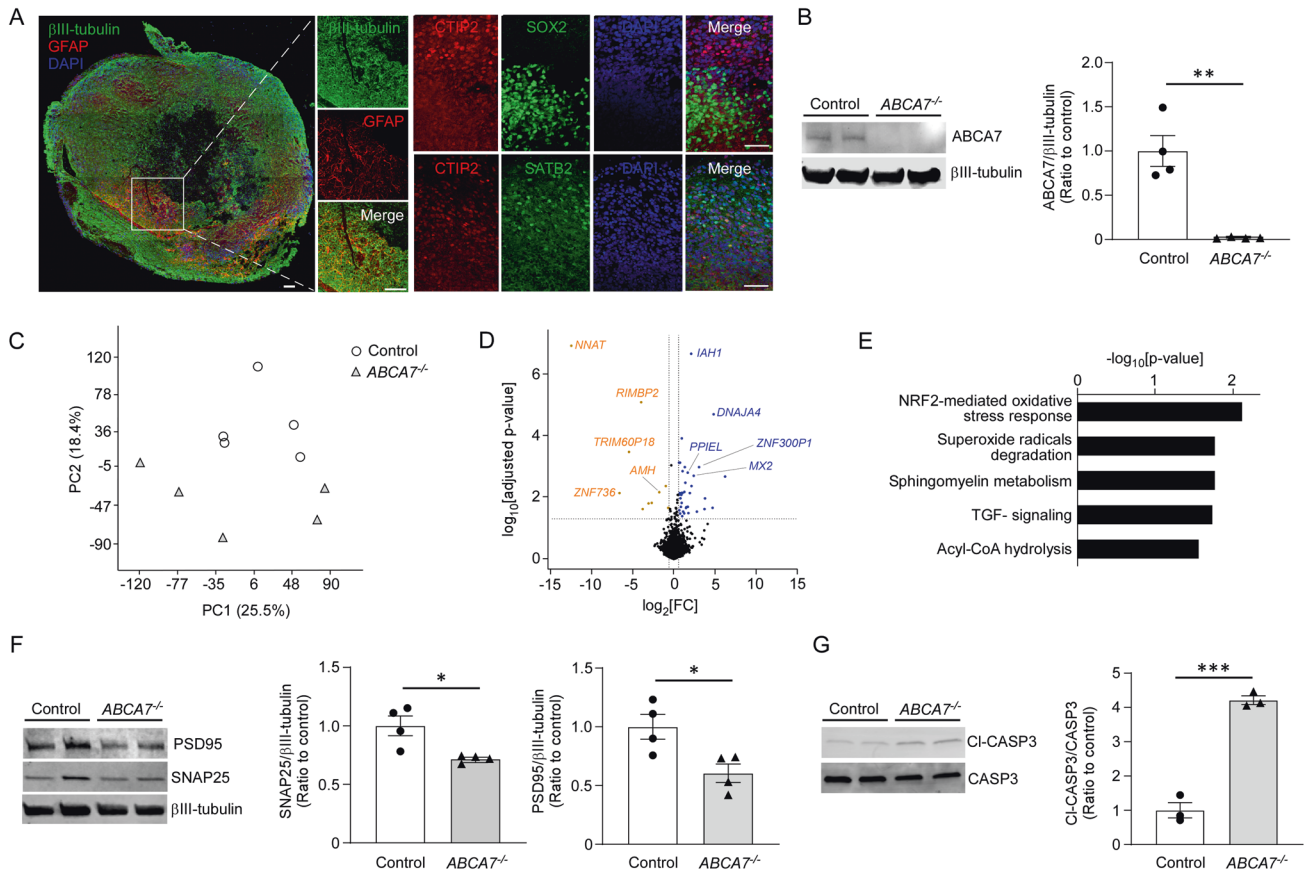 A
βIII-tubulin
GFAP
DAPI
βIII-tubulin
GFAP
Merge
CTIP2
SOX2
DAPI
Merge
CTIP2
SATB2
DAPI
Merge
B
Control
ABCA7-/-
ABCA7
βIII-tubulin
ABCA7/βIII-tubulin
(Ratio to control)
2.0
1.5
1.0
0.5
0
**
Control
ABCA7-/-
C
PC2 (18.4%)
120
78
36
-5
-47
-90
-120
-77
-35
6
48
90
PC1 (25.5%)
Control
ABCA7-/-
D
log10[adjusted p-value]
6
4
2
0
-15
-10
-5
0
5
10
15
log2[FC]
NNAT
IAH1
RIMBP2
DNAJA4
TRIM60P18
PPIEL
ZNF300P1
AMH
MX2
ZNF736
E
-log10[p-value]
0
1
2
NRF2-mediated oxidative
stress response
Superoxide radicals
degradation
Sphingomyelin metabolism
TGF- signaling
Acyl-CoA hydrolysis
F
Control
ABCA7-/-
PSD95
SNAP25
βIII-tubulin
SNAP25/βIII-tubulin
(Ratio to control)
1.5
1.0
0.5
0
*
Control
ABCA7-/-
PSD95/βIII-tubulin
(Ratio to control)
1.5
1.0
0.5
0
*
Control
ABCA7-/-
G
Control
ABCA7-/-
Cl-CASP3
CASP3
Cl-CASP3/CASP3
(Ratio to control)
5
4
3
2
1
0
***
Control
ABCA7-/-